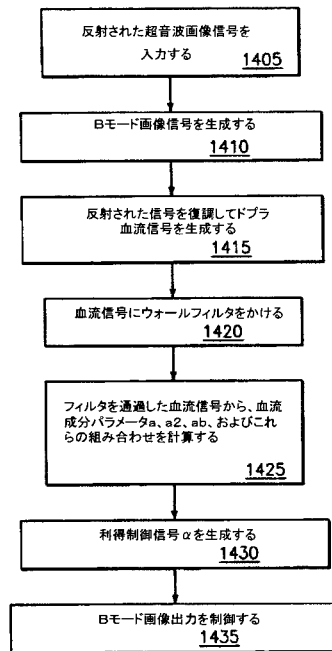 反射された超音波画像信号を
入力する
1405
Bモード画像信号を生成する
1410
反射された信号を復調してドプラ
血流信号を生成する
1415
血流信号にウォールフィルタをかける
1420
フィルタを通過した血流信号から、血流
成分パラメータa、a2、ab、およびこれ
らの組み合わせを計算する
1425
利得制御信号αを生成する
1430
Bモード画像出力を制御する
1435